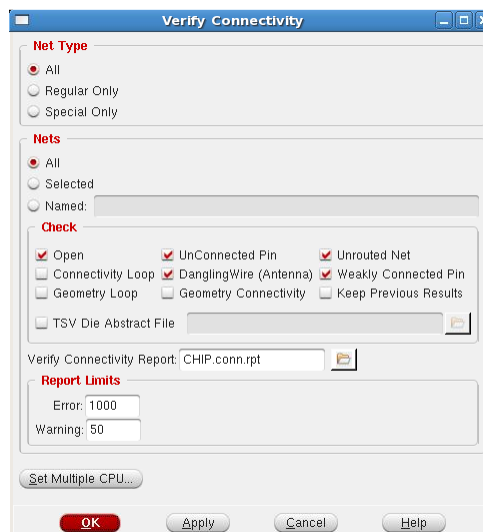 Verify Connectivity
Net Type
All
Regular Only
Special Only
Nets
All
Selected
Named:
Check
Open UnConnected Pin Unrouted Net
Connectivity Loop DanglingWire (Antenna) Weakly Connected Pin
Geometry Loop Geometry Connectivity Keep Previous Results
TSV Die Abstract File
Verify Connectivity Report: CHIP.conn.rpt
Report Limits
Error: 1000
Warning: 50
Set Multiple CPU...
OK Apply Cancel Help